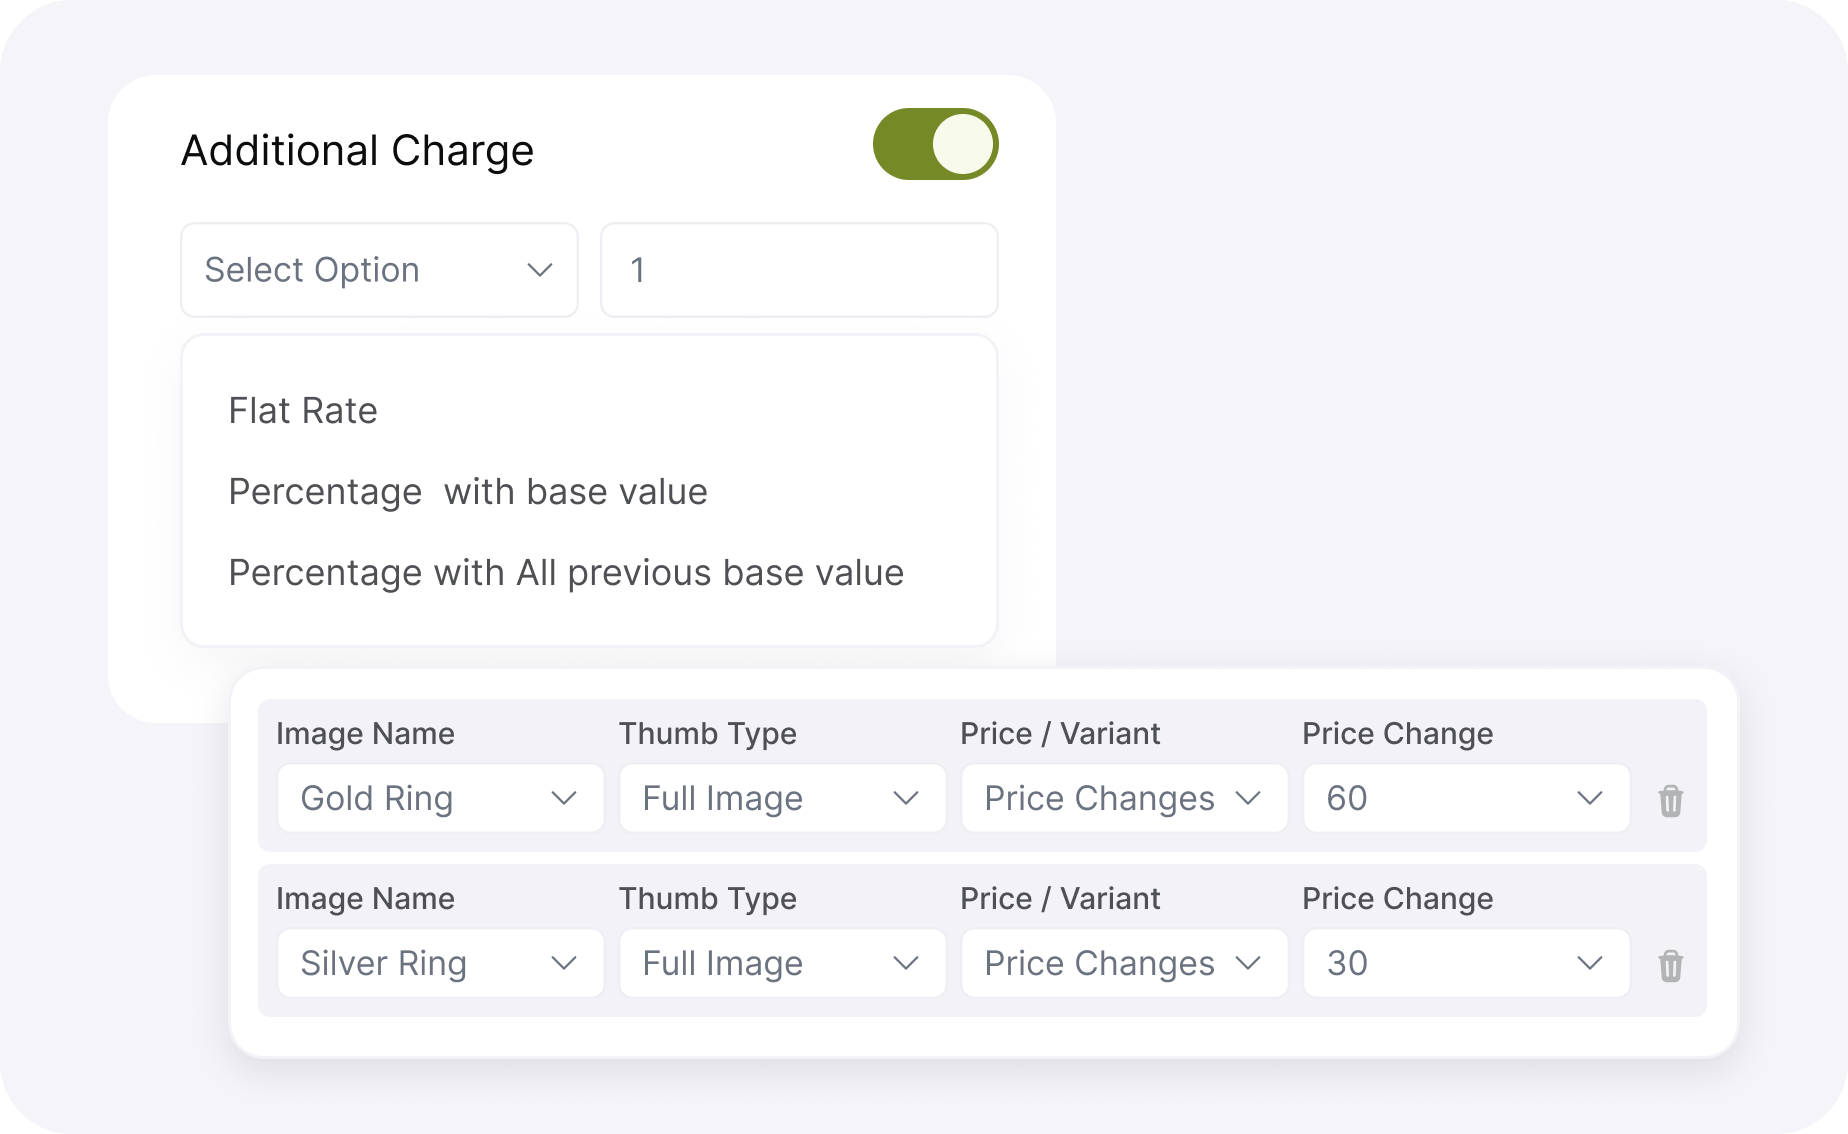 Additional Charge
Select Option 1
Flat Rate
Percentage  with base value
Percentage with All previous base value
Image Name Thumb Type Price / Variant Price Change
Gold Ring Full Image Price Changes 60
Image Name Thumb Type Price / Variant Price Change
Silver Ring Full Image Price Changes 30